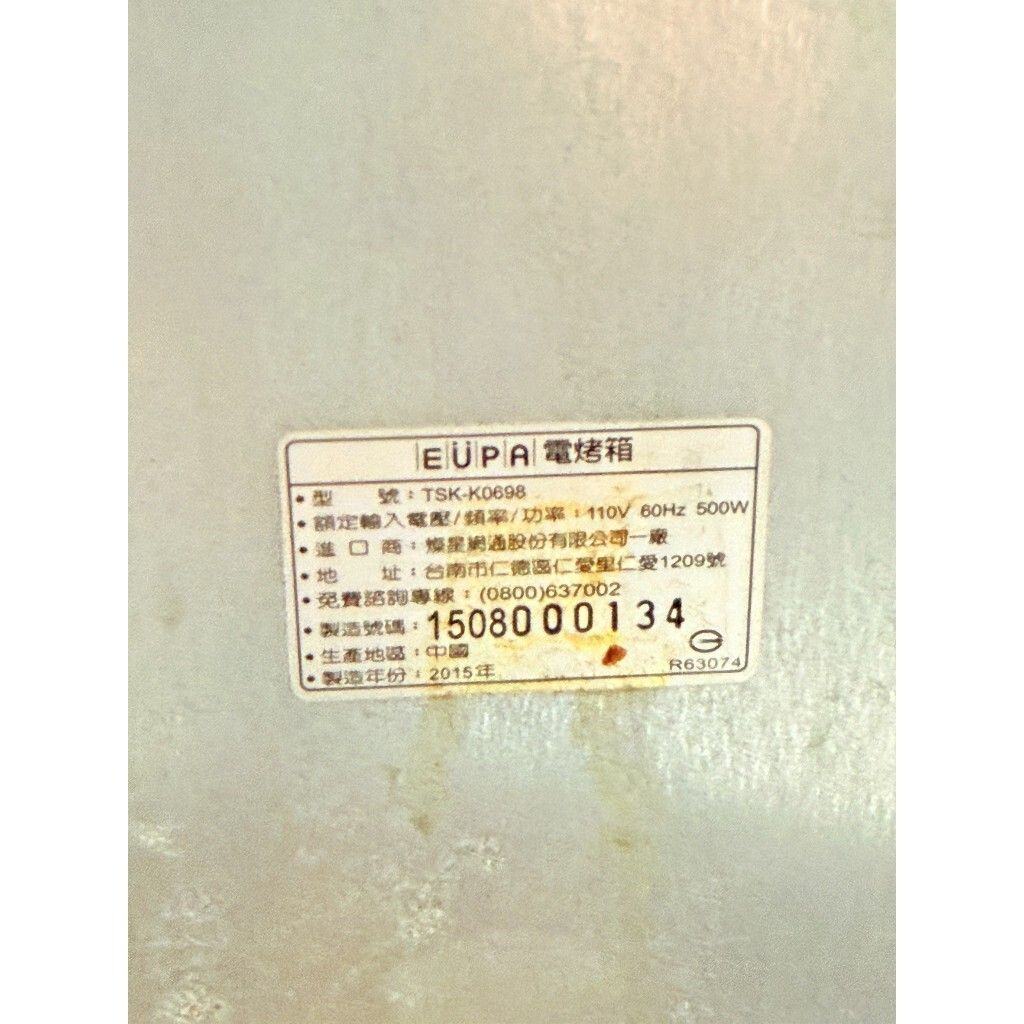 EUPA 電烤箱
• 型 號：TSK-K0698
• 額定輸入電壓/頻率/功率：110V 60Hz 500W
• 進口商：燦星網通股份有限公司一廠
• 地 址：台南市仁德區仁愛里仁愛1209號
• 免費諮詢專線：(0800)637002
• 製造號碼：1508000134
• 生產地區：中國
• 製造年份：2015年
R63074